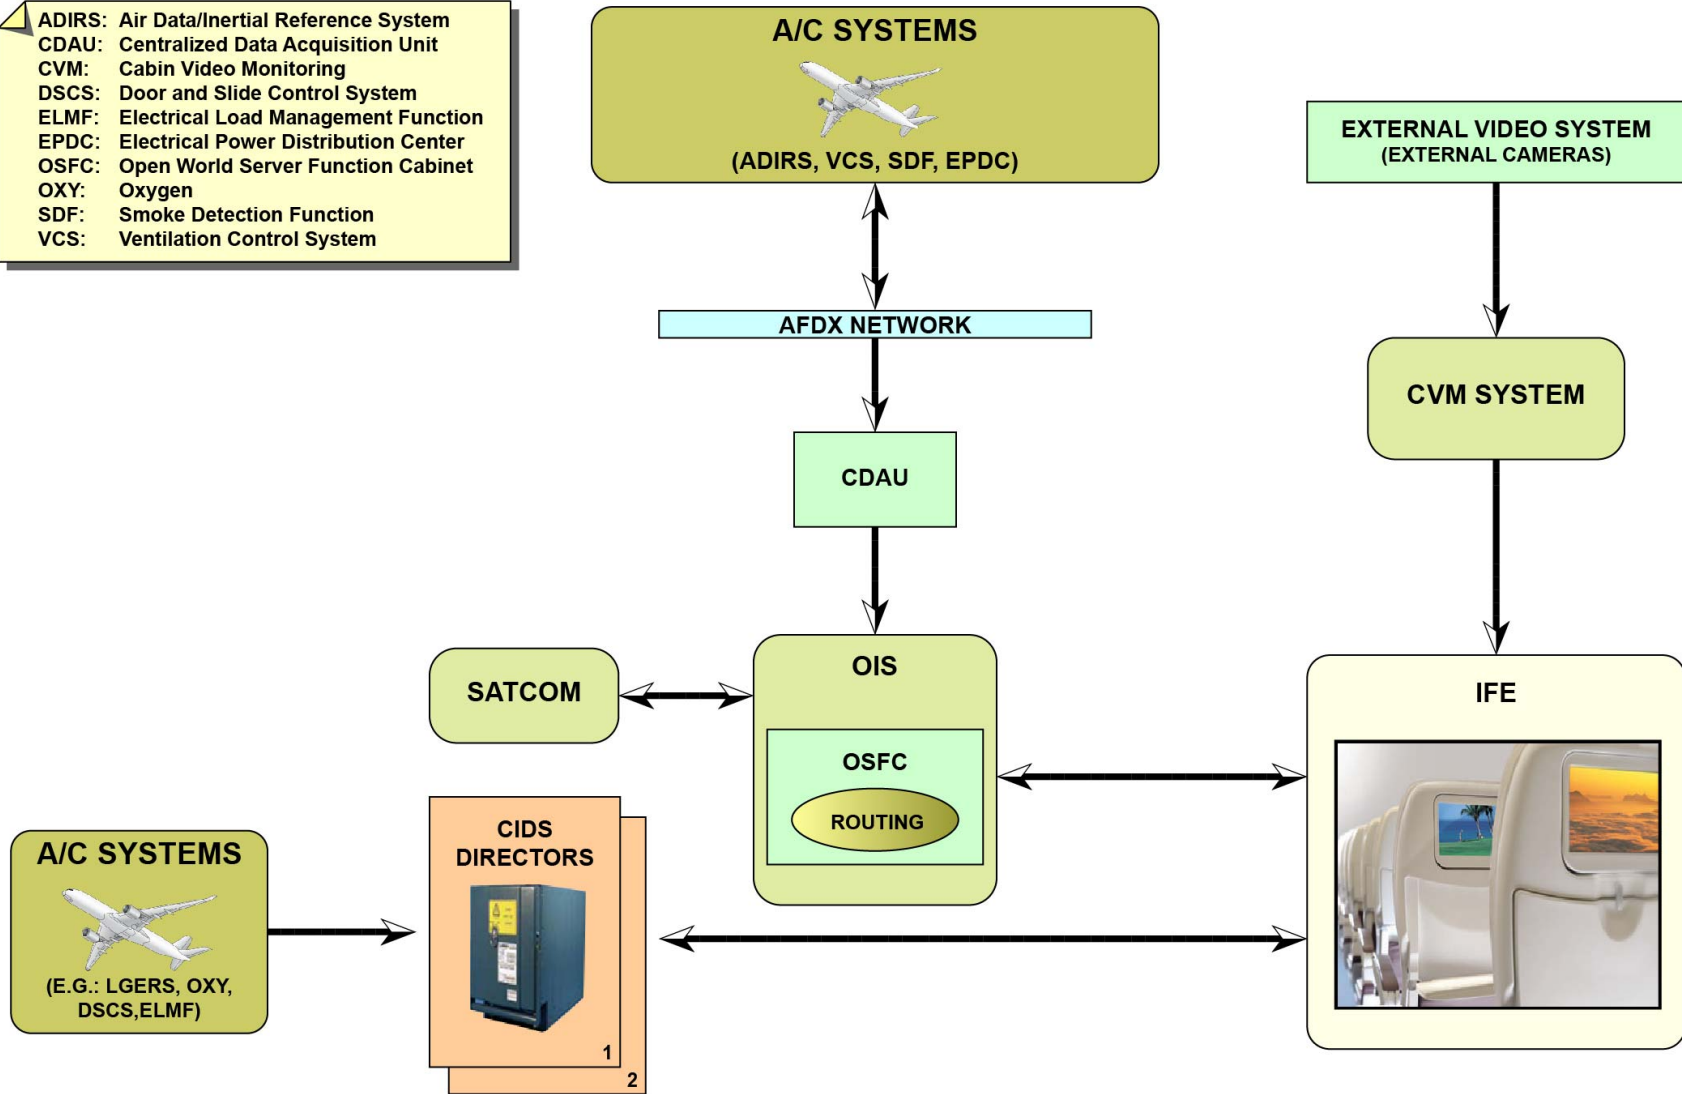 ADIRS: Air Data/Inertial Reference System
CDAU: Centralized Data Acquisition Unit
CVM: Cabin Video Monitoring
DSCS: Door and Slide Control System
ELMF: Electrical Load Management Function
EPDC: Electrical Power Distribution Center
OSFC: Open World Server Function Cabinet
OXY: Oxygen
SDF: Smoke Detection Function
VCS: Ventilation Control System
A/C SYSTEMS
(ADIRS, VCS, SDF, EPDC)
EXTERNAL VIDEO SYSTEM
(EXTERNAL CAMERAS)
AFDX NETWORK
CVM SYSTEM
CDAU
SATCOM
OIS
OSFC
ROUTING
IFE
A/C SYSTEMS
(E.G.: LGERS, OXY,
DSCS,ELMF)
CIDS
DIRECTORS
1
2